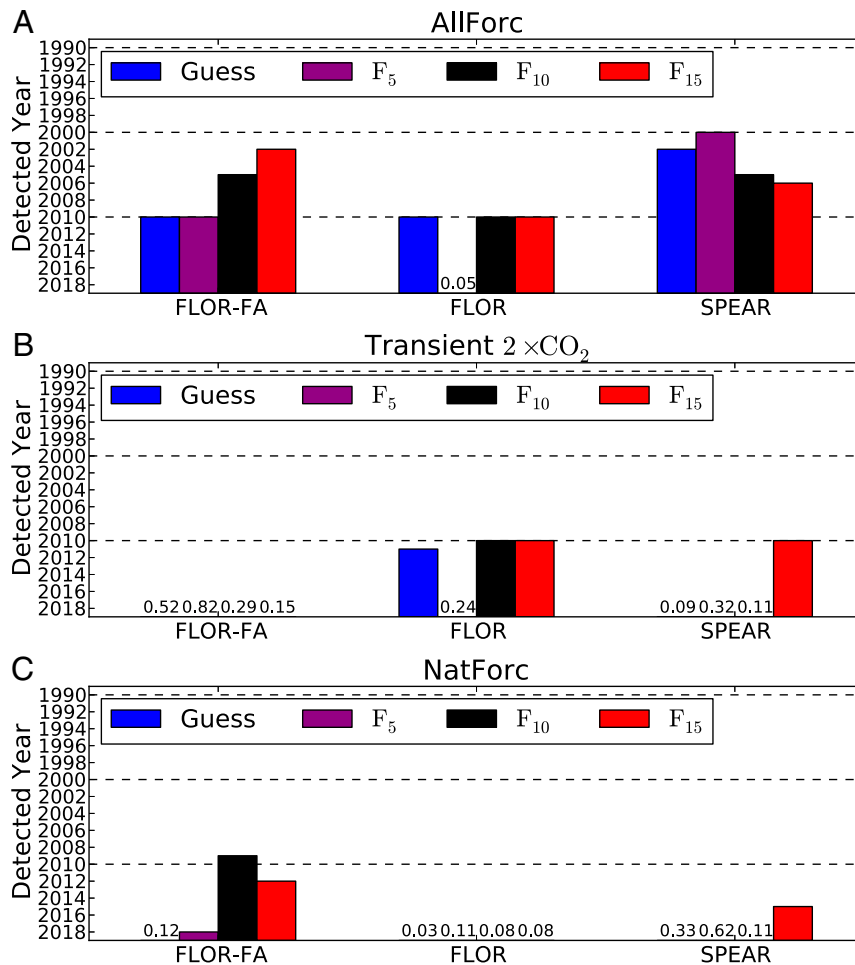 A
AllForc
Guess F5 F10 F15
Detected Year
1990
1992
1994
1996
1998
2000
2002
2004
2006
2008
2010
2012
2014
2016
2018
0.05
FLOR-FA FLOR SPEAR
B
Transient 2 ×CO2
Guess F5 F10 F15
Detected Year
1990
1992
1994
1996
1998
2000
2002
2004
2006
2008
2010
2012
2014
2016
2018
0.52 0.82 0.29 0.15 0.24 0.09 0.32 0.11
FLOR-FA FLOR SPEAR
C
NatForc
Guess F5 F10 F15
Detected Year
1990
1992
1994
1996
1998
2000
2002
2004
2006
2008
2010
2012
2014
2016
2018
0.12 0.03 0.11 0.08 0.08 0.33 0.62 0.11
FLOR-FA FLOR SPEAR